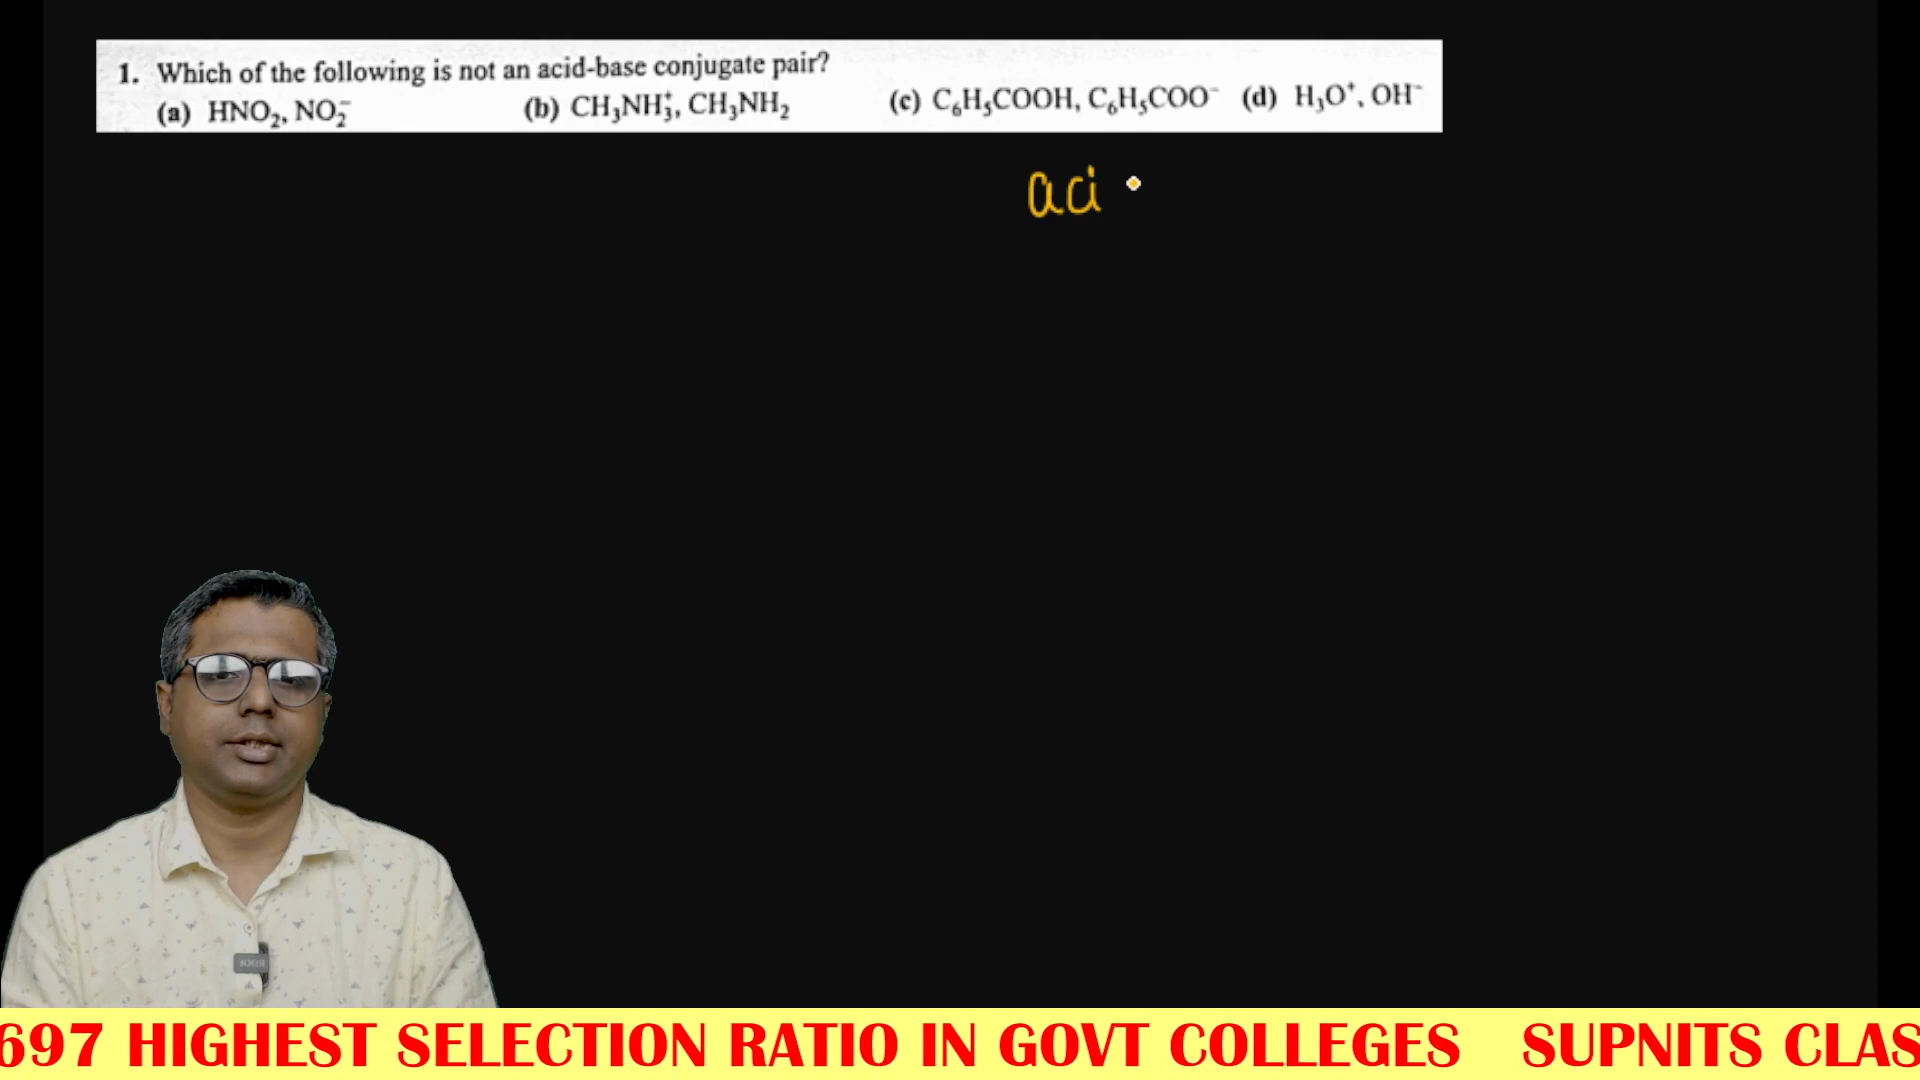 1. Which of the following is not an acid-base conjugate pair?
(a) HNO₂, NO₂⁻ (b) CH₃NH₃⁺, CH₃NH₂ (c) C₆H₅COOH, C₆H₅COO⁻ (d) H₃O⁺, OH⁻
aci
697 HIGHEST SELECTION RATIO IN GOVT COLLEGES SUPNITS CLAS